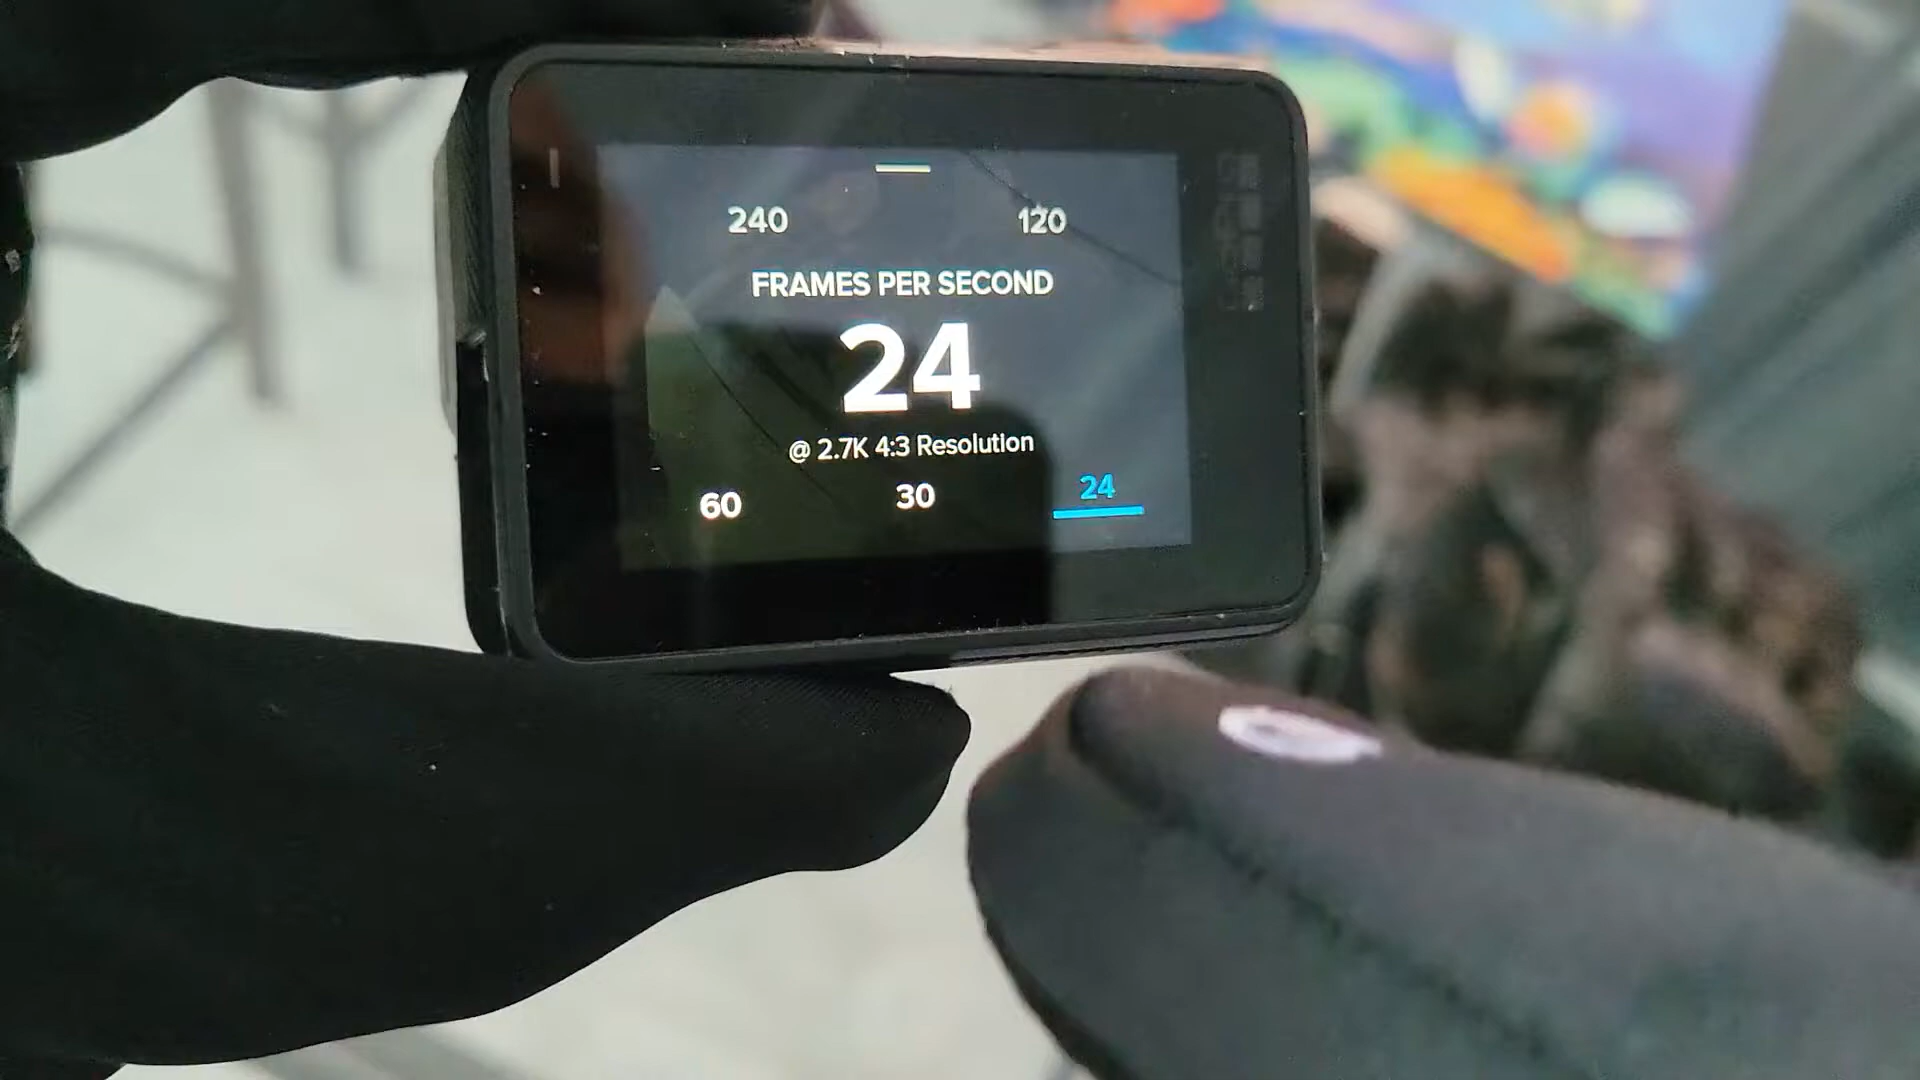 240 120
FRAMES PER SECOND
24
@ 2.7K 4:3 Resolution
60 30 24